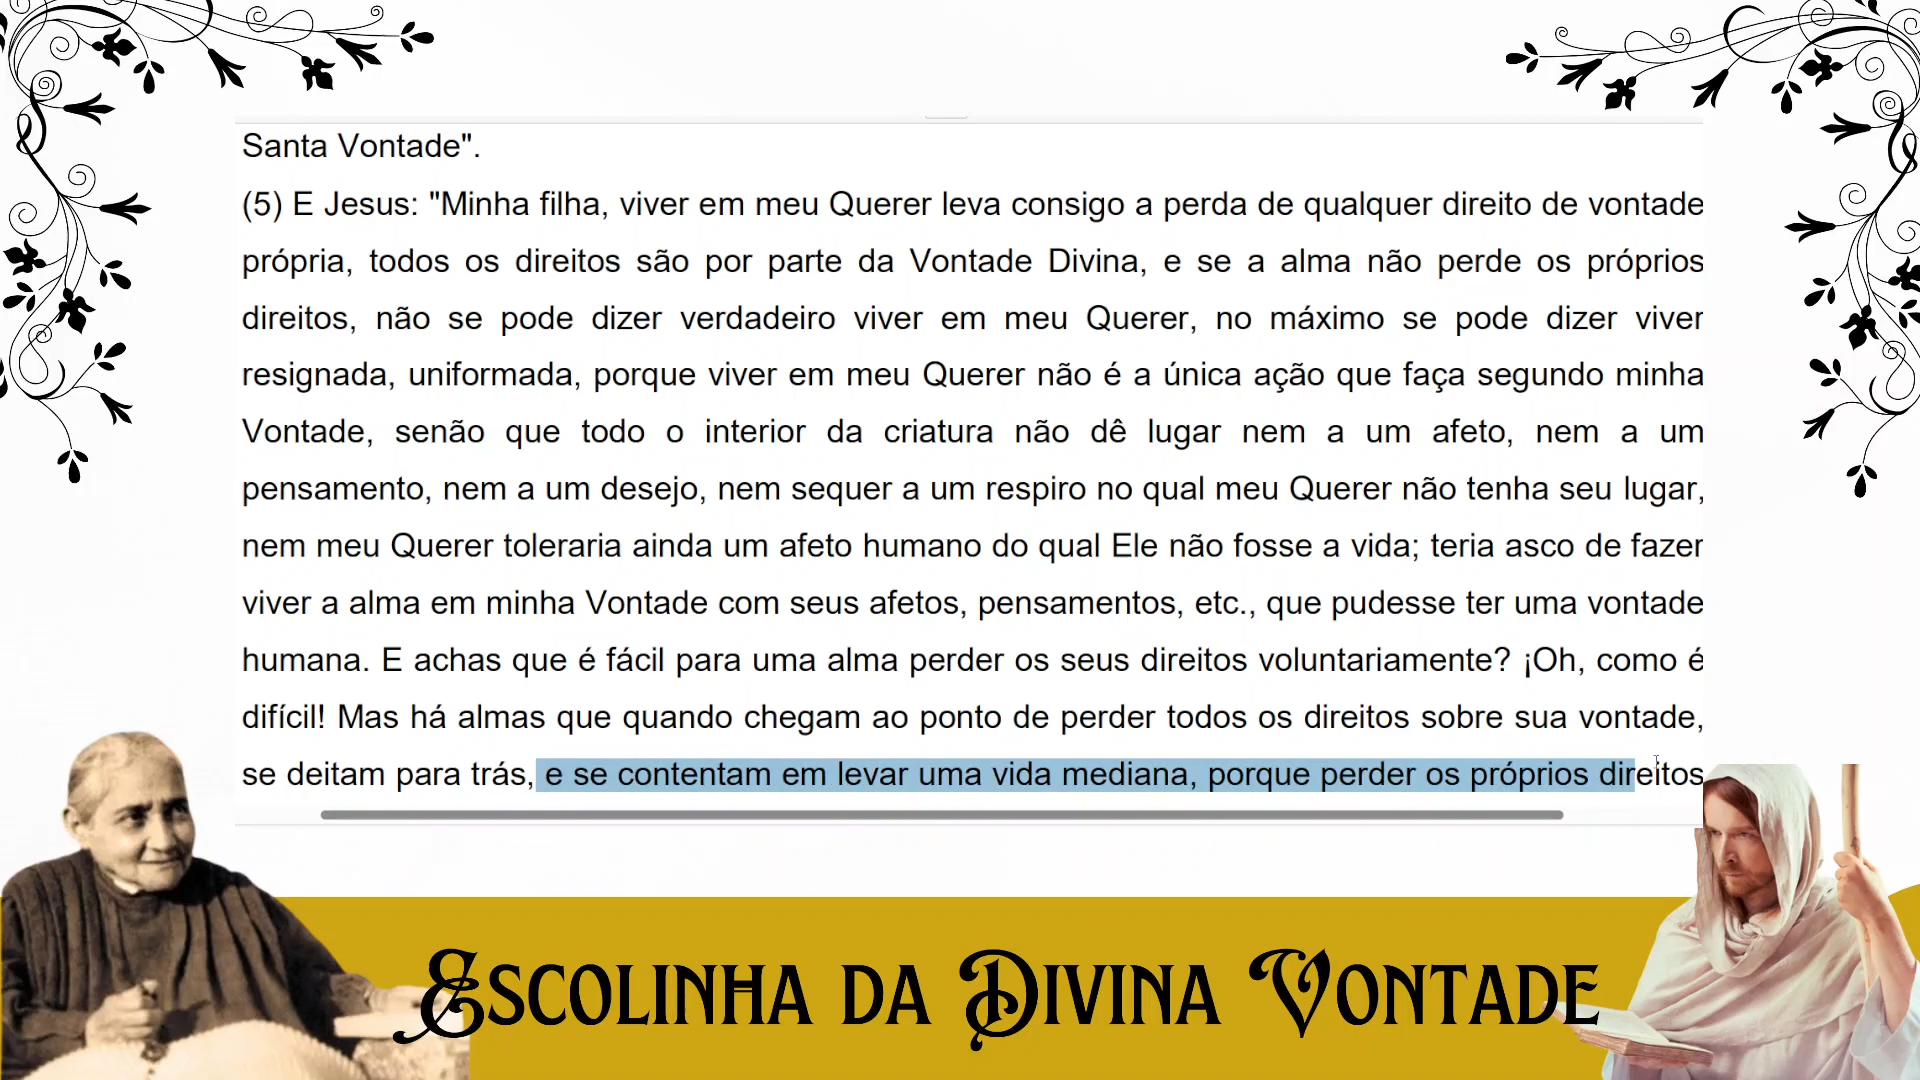 Santa Vontade".
(5) E Jesus: "Minha filha, viver em meu Querer leva consigo a perda de qualquer direito de vontade
própria, todos os direitos são por parte da Vontade Divina, e se a alma não perde os próprios
direitos, não se pode dizer verdadeiro viver em meu Querer, no máximo se pode dizer viver
resignada, uniformada, porque viver em meu Querer não é a única ação que faça segundo minha
Vontade, senão que todo o interior da criatura não dê lugar nem a um afeto, nem a um
pensamento, nem a um desejo, nem sequer a um respiro no qual meu Querer não tenha seu lugar,
nem meu Querer toleraria ainda um afeto humano do qual Ele não fosse a vida; teria asco de fazer
viver a alma em minha Vontade com seus afetos, pensamentos, etc., que pudesse ter uma vontade
humana. E achas que é fácil para uma alma perder os seus direitos voluntariamente? ¡Oh, como é
difícil! Mas há almas que quando chegam ao ponto de perder todos os direitos sobre sua vontade,
se deitam para trás, e se contentam em levar uma vida mediana, porque perder os próprios direitos
Escolinha da Divina Vontade